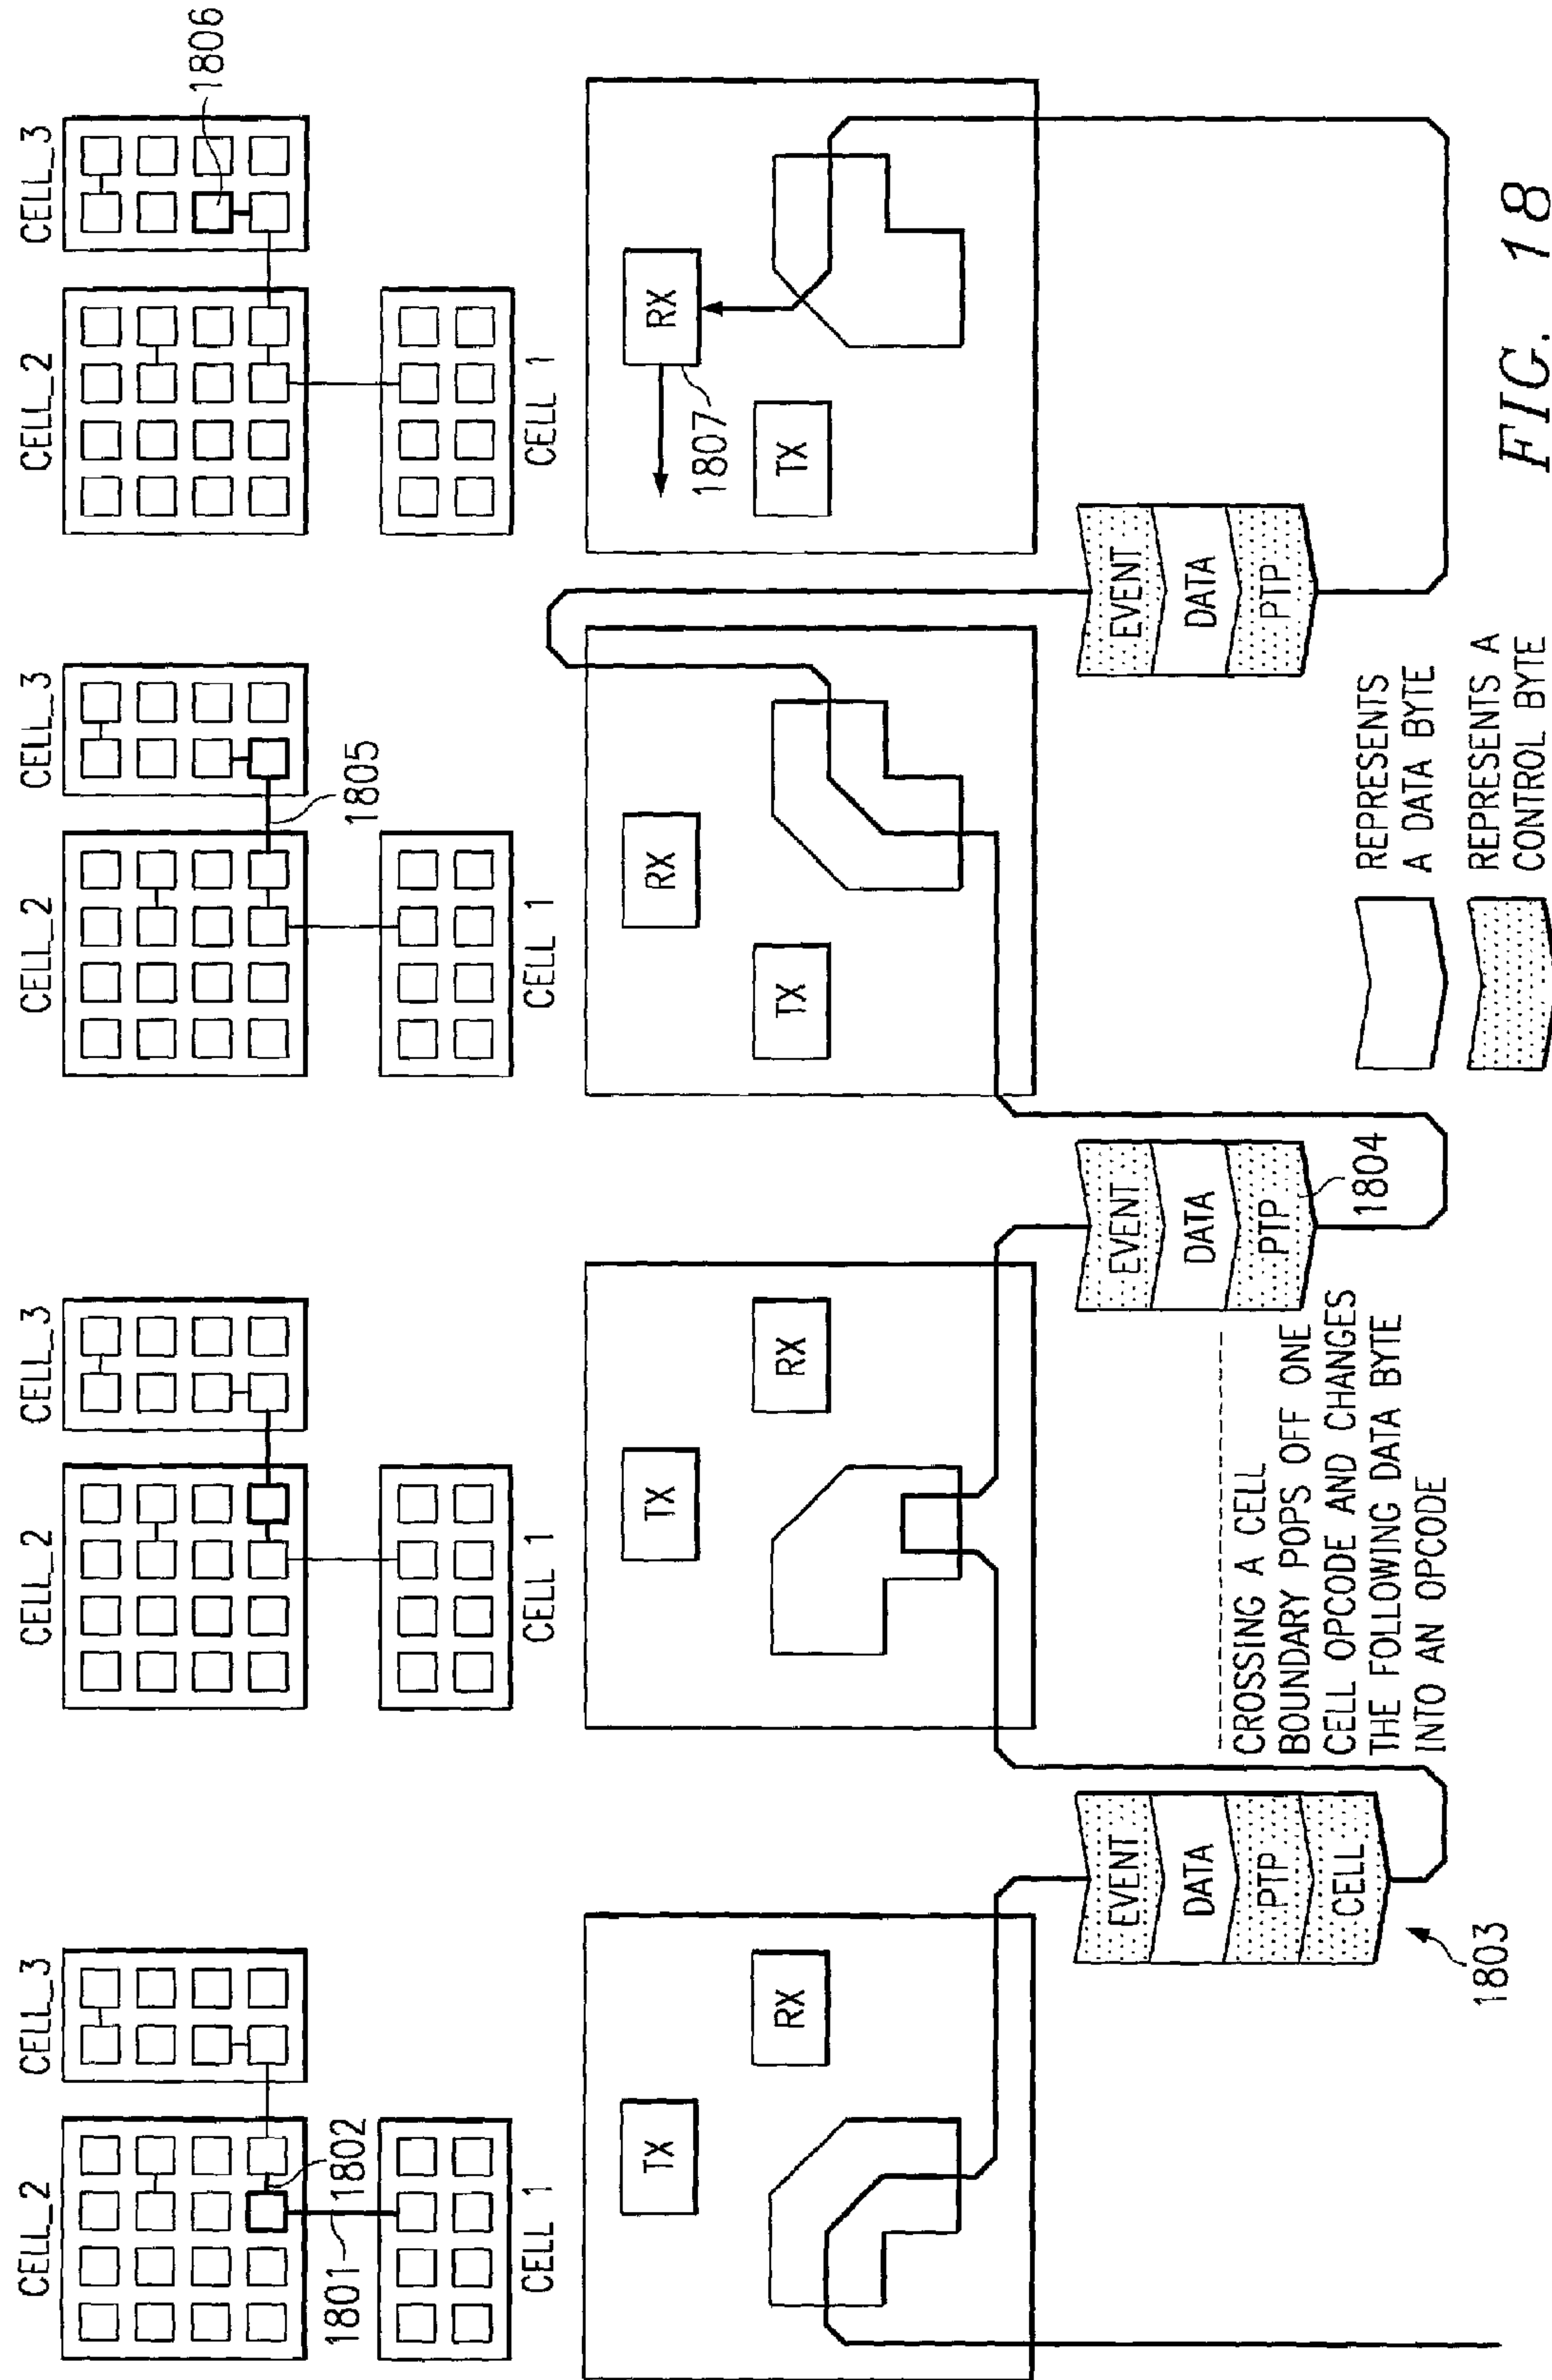 CELL_2
CELL_3
1801
1802
CELL 1
TX
RX
EVENT
DATA
PTP
CELL
1803
CELL_2
CELL_3
CELL 1
TX
RX
CROSSING A CELL
BOUNDARY POPS OFF ONE
CELL OPCODE AND CHANGES
THE FOLLOWING DATA BYTE
INTO AN OPCODE
EVENT
DATA
PTP
1804
CELL_2
CELL_3
1805
CELL 1
TX
RX
REPRESENTS
A DATA BYTE
REPRESENTS A
CONTROL BYTE
EVENT
DATA
PTP
CELL_2
CELL_3
1806
CELL 1
TX
RX
1807
FIG. 18